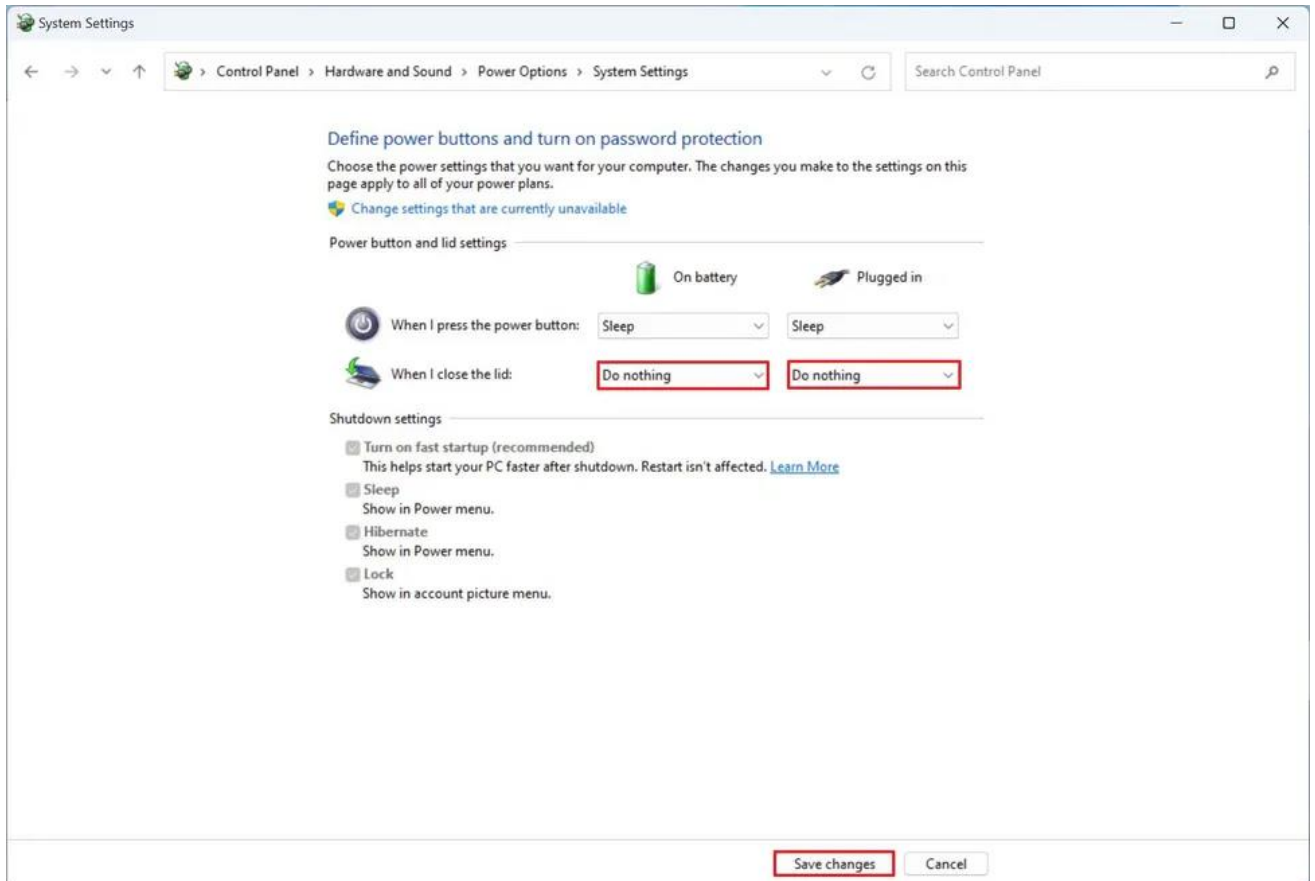 System Settings
Control Panel > Hardware and Sound > Power Options > System Settings
Search Control Panel
Define power buttons and turn on password protection
Choose the power settings that you want for your computer. The changes you make to the settings on this
page apply to all of your power plans.
Change settings that are currently unavailable
Power button and lid settings
On battery
Plugged in
When I press the power button: Sleep Sleep
When I close the lid: Do nothing Do nothing
Shutdown settings
Turn on fast startup (recommended)
This helps start your PC faster after shutdown. Restart isn't affected. Learn More
Sleep
Show in Power menu.
Hibernate
Show in Power menu.
Lock
Show in account picture menu.
Save changes
Cancel